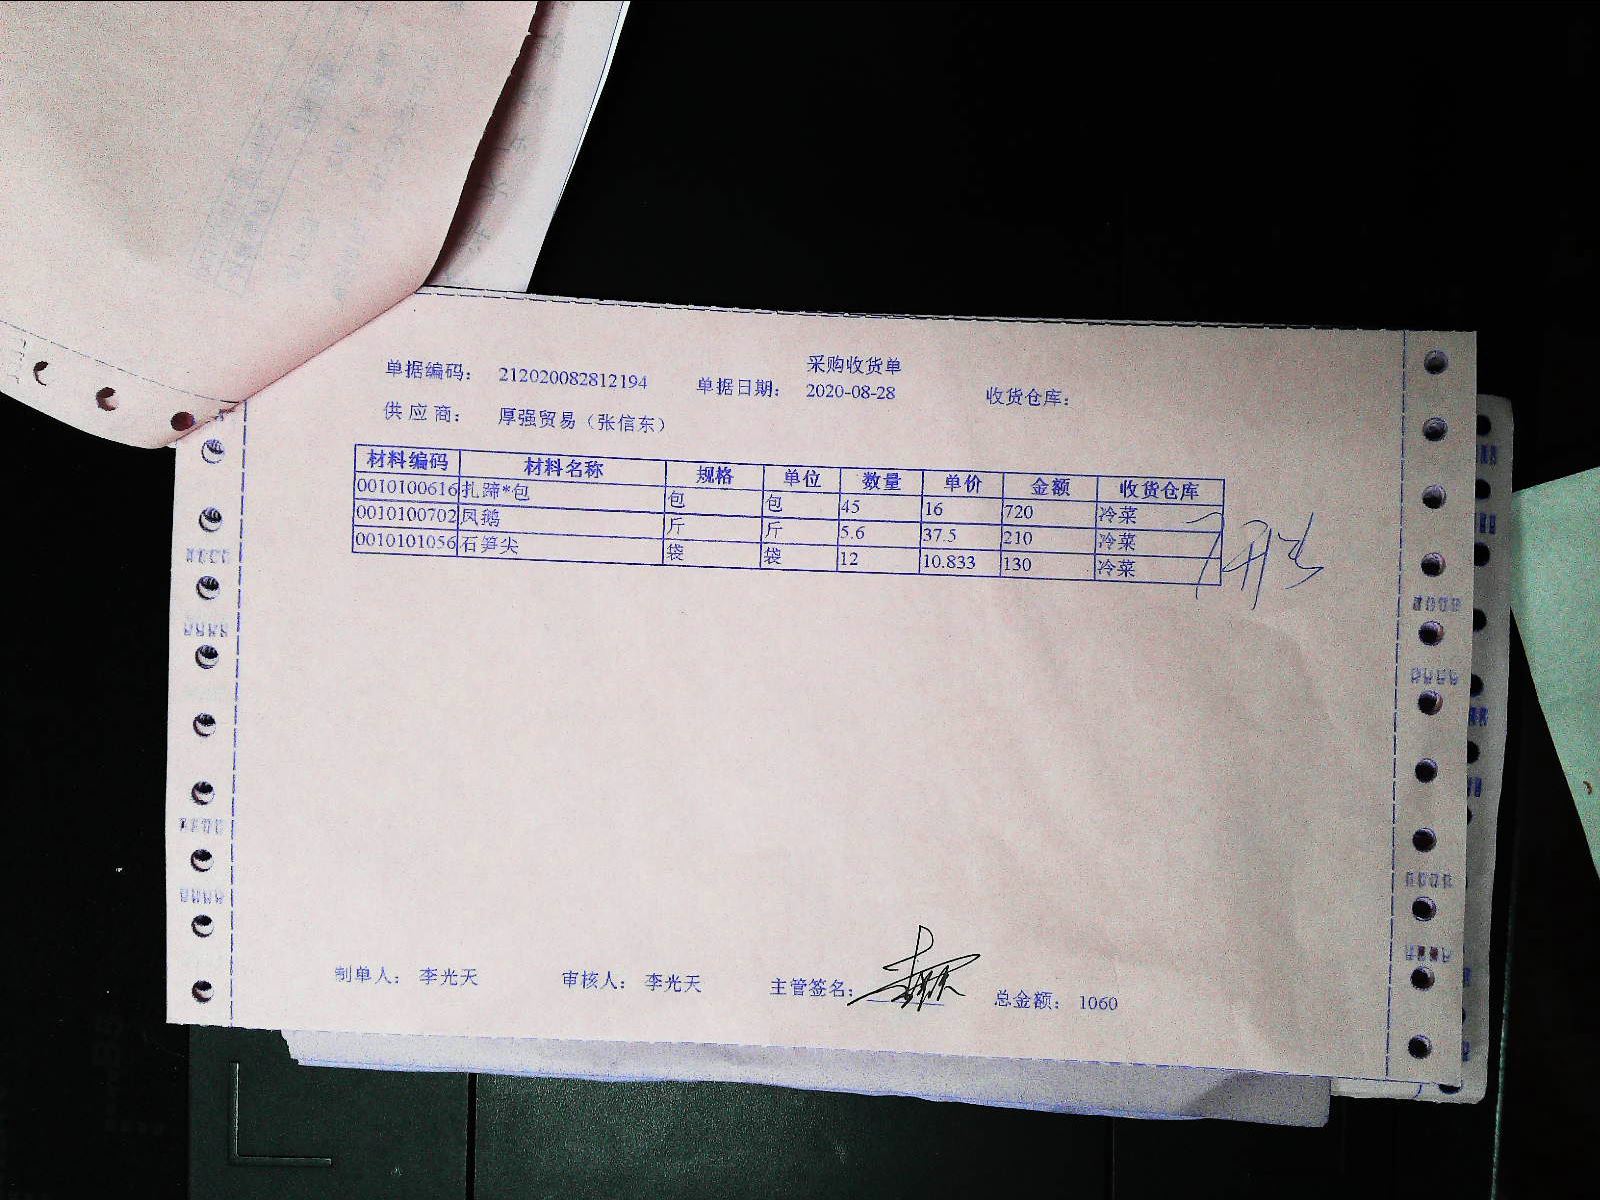 采购收货单
单据编码： 212020082812194 单据日期： 2020-08-28 收货仓库：
供 应 商： 厚强贸易（张信东）
材料编码 材料名称 规格 单位 数量 单价 金额 收货仓库
0010100616 扎蹄*包 包 包 45 16 720 冷菜
0010100702 凤鹅 斤 斤 5.6 37.5 210 冷菜
0010101056 石笋尖 袋 袋 12 10.833 130 冷菜
制单人： 李光天 审核人： 李光天 主管签名： 总金额： 1060